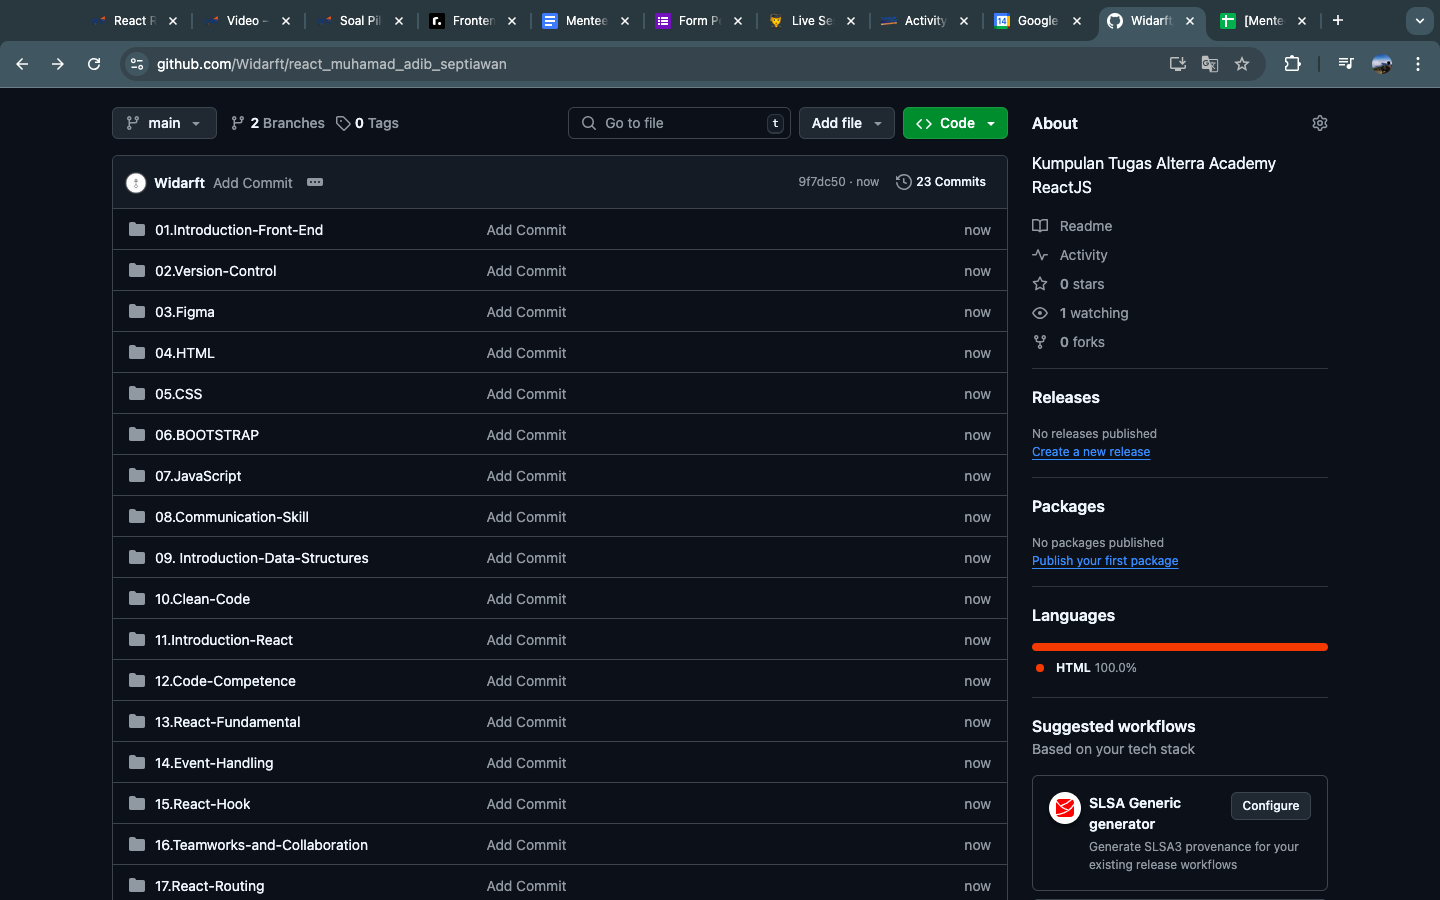 React R
Video –
Soal Pil
Fronten
Mentee
Form Pe
Live Se
Activity
Google
Widarft
[Mente
github.com/Widarft/react_muhamad_adib_septiawan
main
2 Branches
0 Tags
Go to file
t
Add file
Code
Widarft Add Commit
9f7dc50 · now
23 Commits
01.Introduction-Front-End Add Commit now
02.Version-Control Add Commit now
03.Figma Add Commit now
04.HTML Add Commit now
05.CSS Add Commit now
06.BOOTSTRAP Add Commit now
07.JavaScript Add Commit now
08.Communication-Skill Add Commit now
09. Introduction-Data-Structures Add Commit now
10.Clean-Code Add Commit now
11.Introduction-React Add Commit now
12.Code-Competence Add Commit now
13.React-Fundamental Add Commit now
14.Event-Handling Add Commit now
15.React-Hook Add Commit now
16.Teamworks-and-Collaboration Add Commit now
17.React-Routing Add Commit now
About
Kumpulan Tugas Alterra Academy
ReactJS
Readme
Activity
0 stars
1 watching
0 forks
Releases
No releases published
Create a new release
Packages
No packages published
Publish your first package
Languages
HTML 100.0%
Suggested workflows
Based on your tech stack
SLSA Generic
generator
Configure
Generate SLSA3 provenance for your
existing release workflows